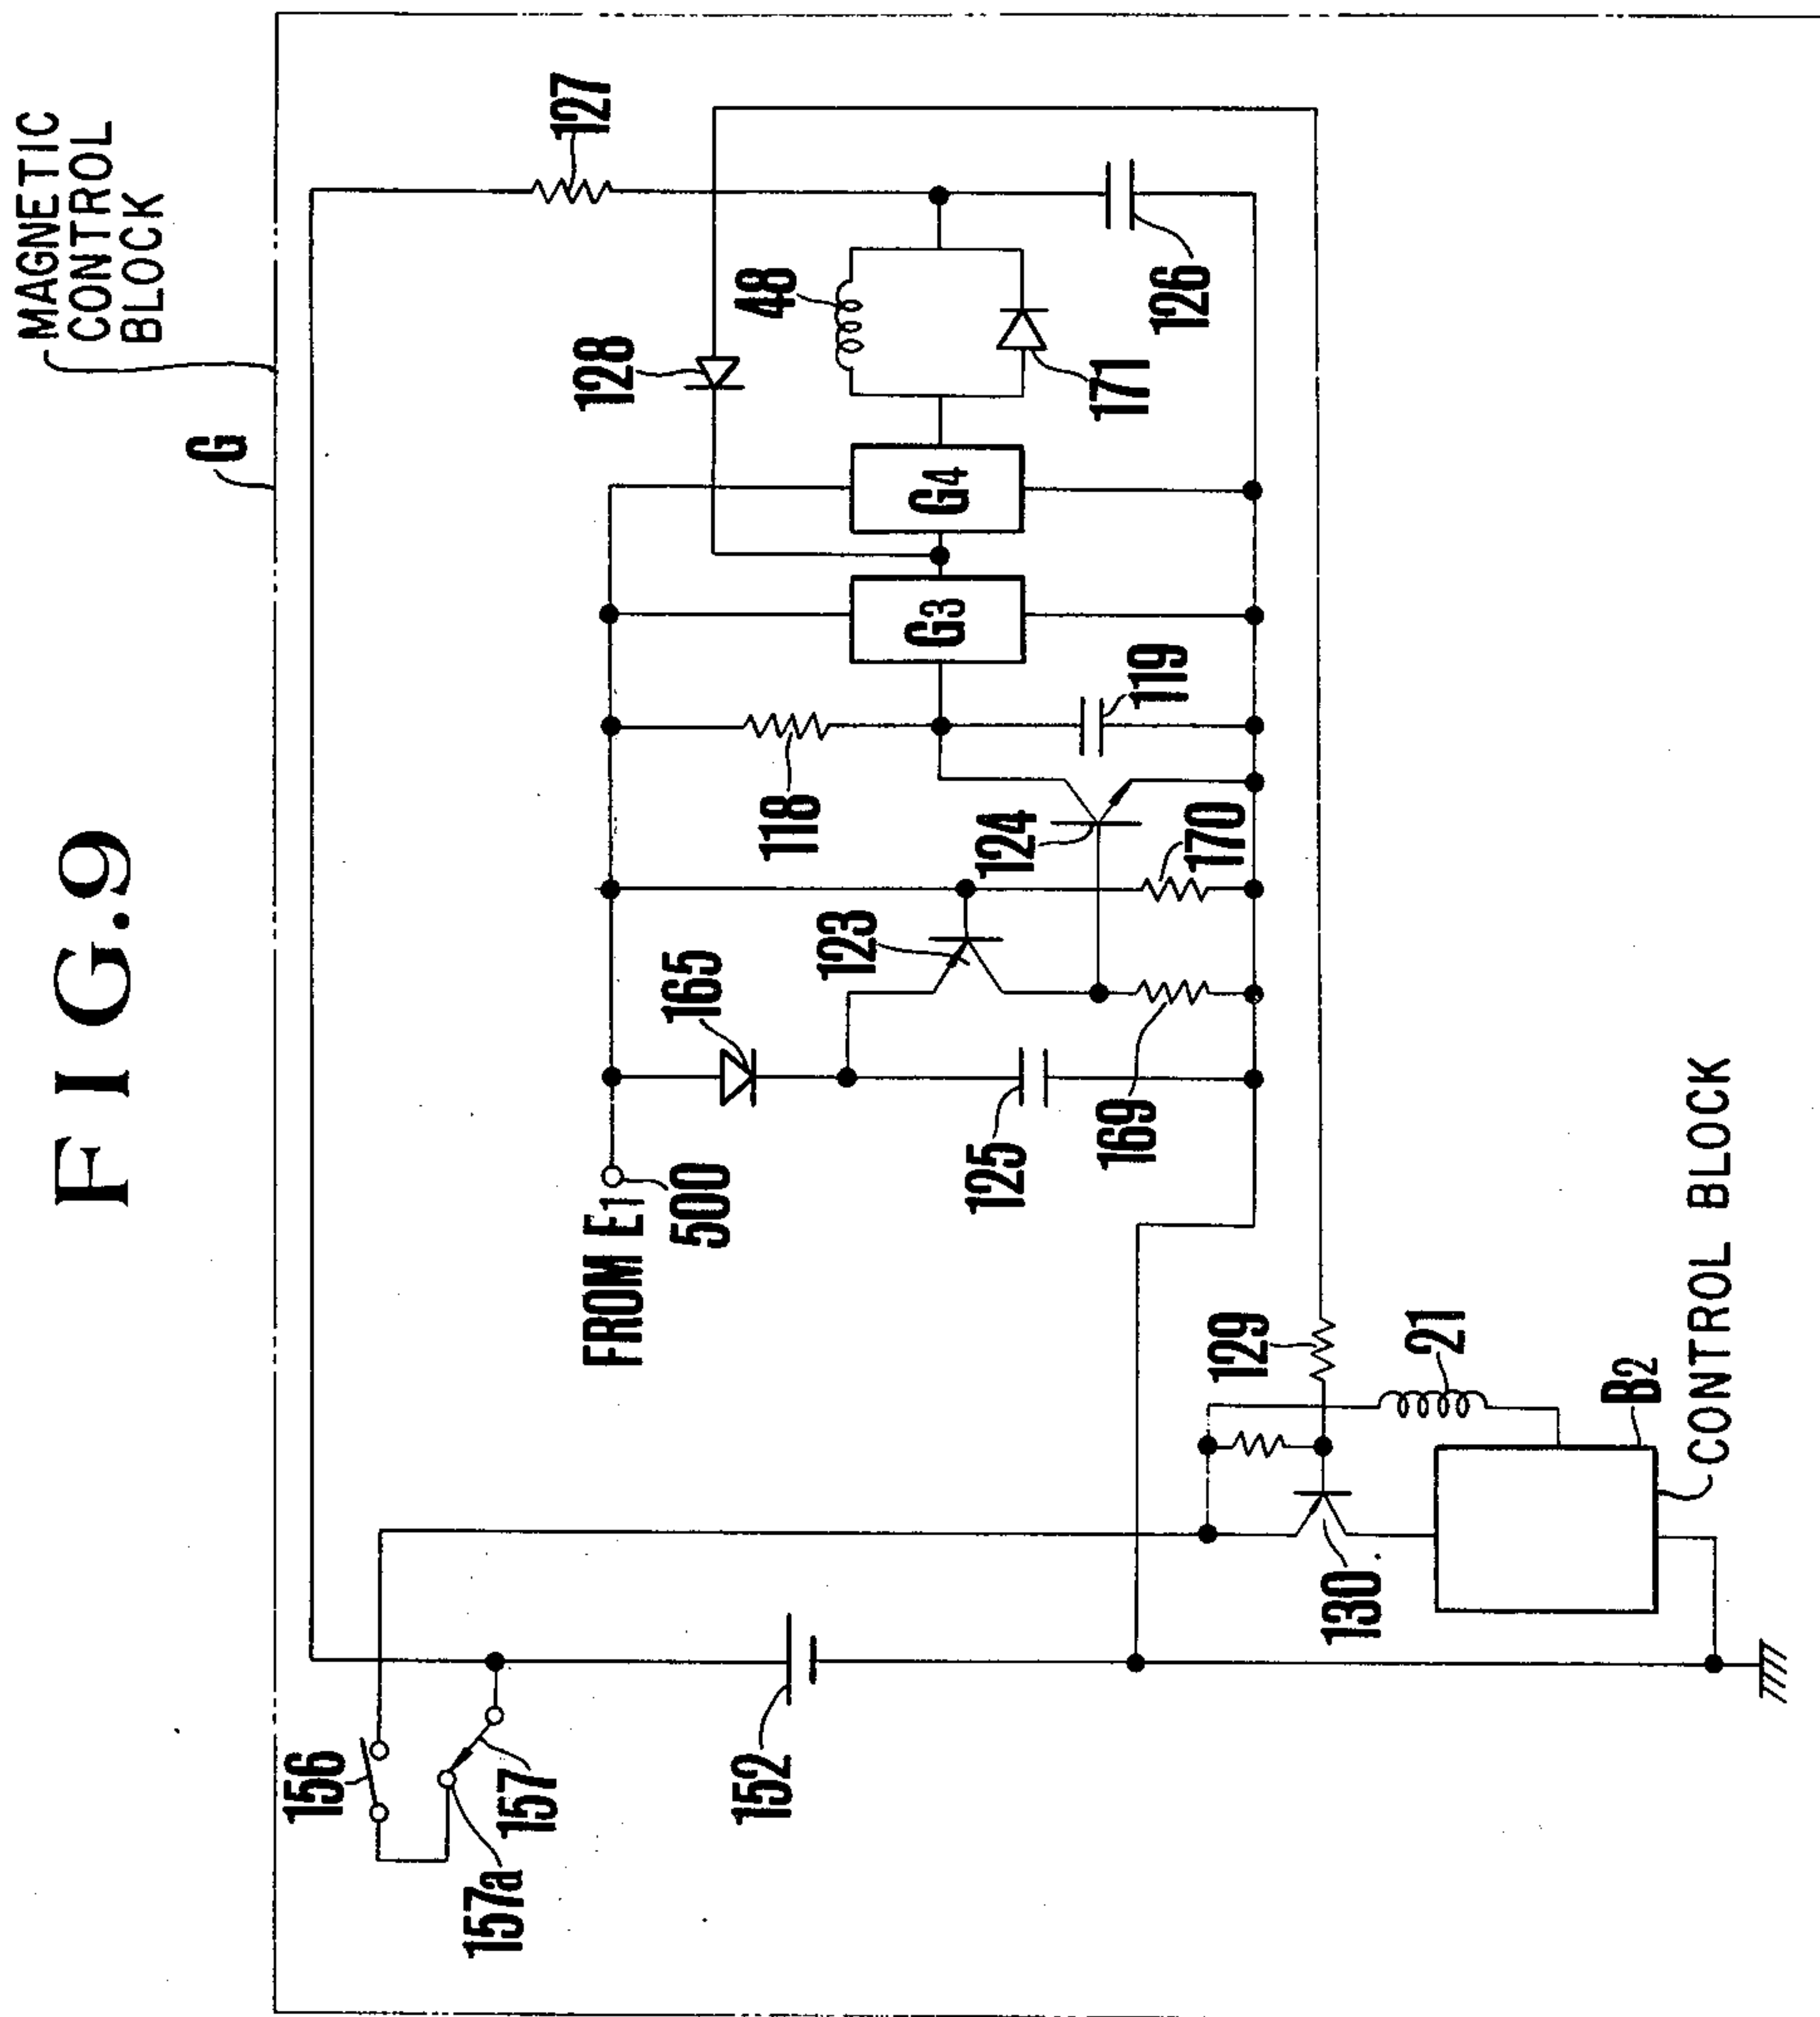 FIG.9
MAGNETIC
CONTROL
BLOCK
G
127
128
48
126
171
G4
G3
119
118
124
170
123
165
169
125
FROM E1
500
129
21
B2
CONTROL BLOCK
130
152
156
157
157a